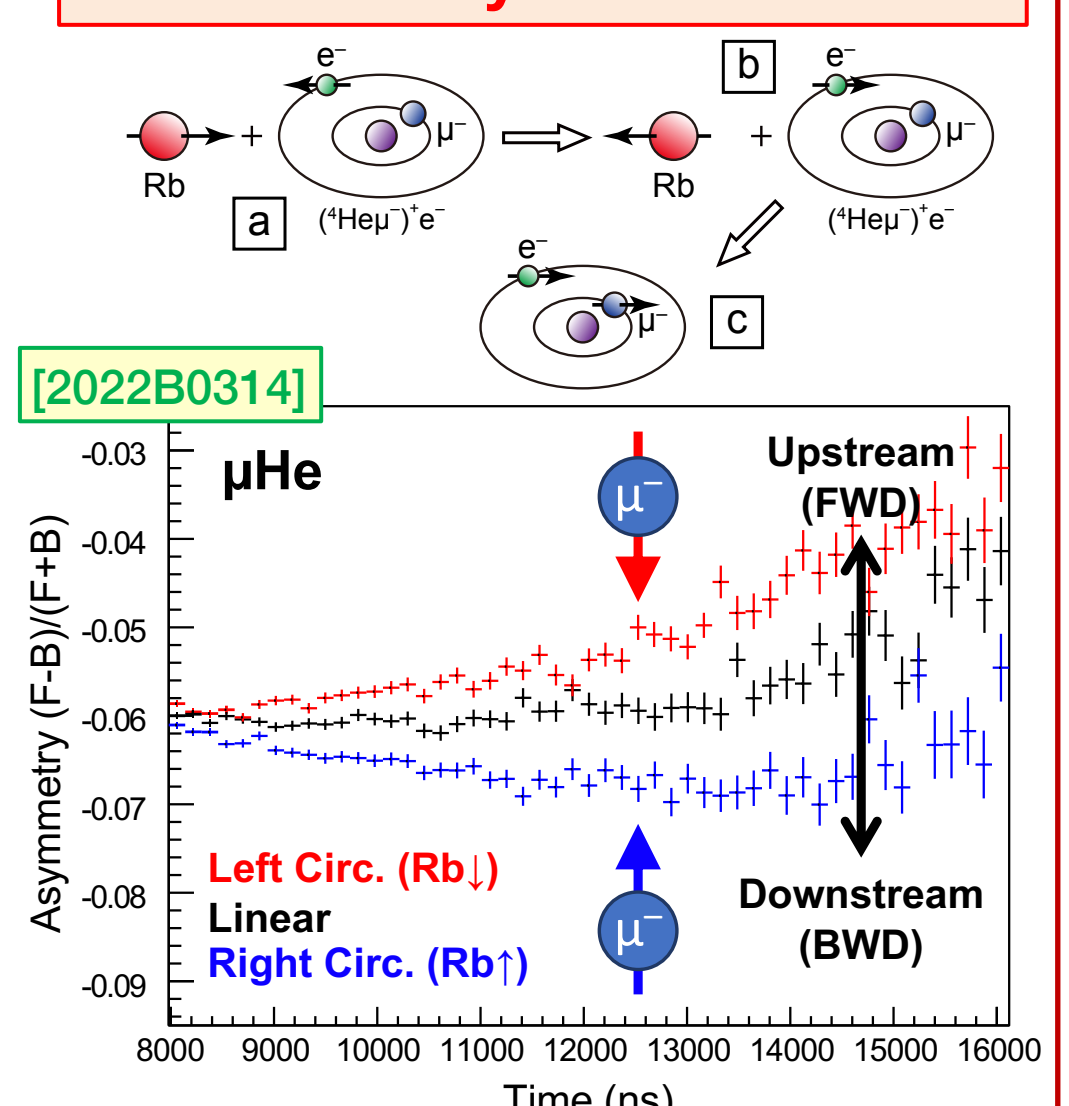 e⁻
e⁻
b
μ⁻
μ⁻
+
+
Rb
Rb
a
(⁴Heμ⁻)⁺e⁻
(⁴Heμ⁻)⁺e⁻
e⁻
μ⁻
c
[2022B0314]
μHe
μ⁻
Upstream
(FWD)
Asymmetry (F-B)/(F+B)
-0.03
-0.04
-0.05
-0.06
-0.07
-0.08
-0.09
Left Circ. (Rb↓)
Linear
Right Circ. (Rb↑)
μ⁻
Downstream
(BWD)
8000 9000 10000 11000 12000 13000 14000 15000 16000
Time (ns)